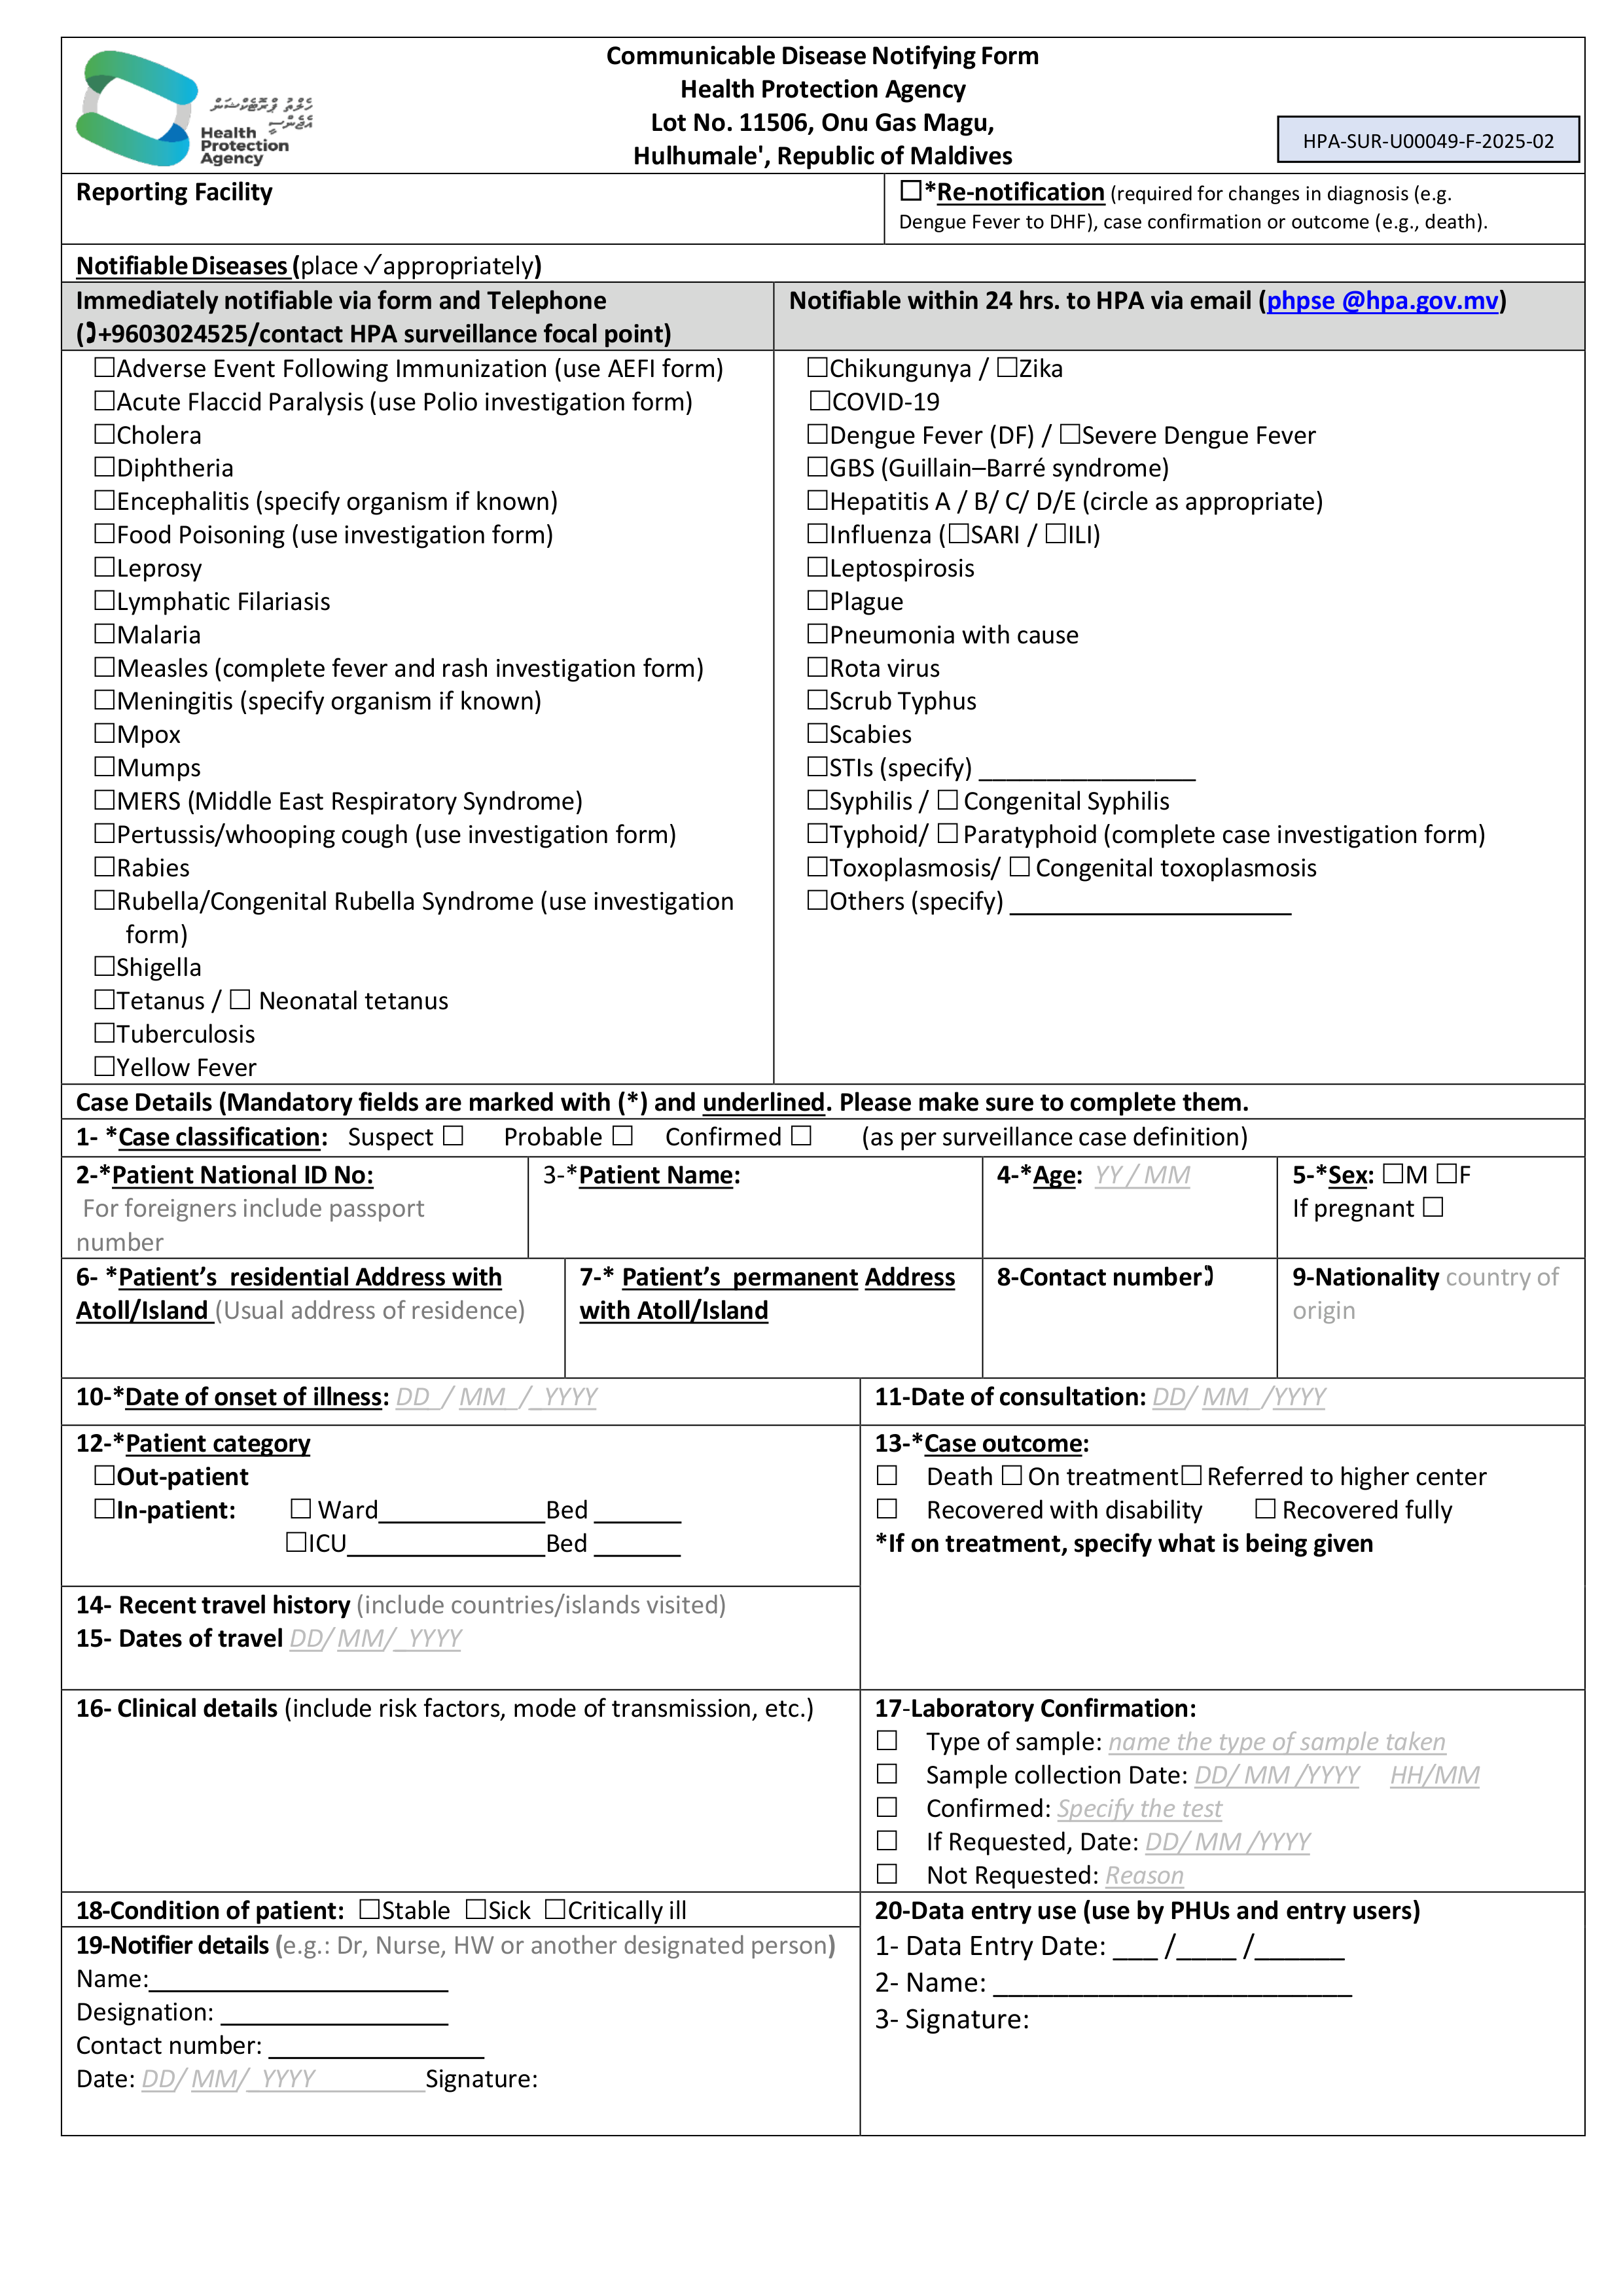 ހެލްތު ޕްރޮޓެކްޝަން
އެޖެންސީ
Health
Protection
Agency
Communicable Disease Notifying Form
Health Protection Agency
Lot No. 11506, Onu Gas Magu,
Hulhumale', Republic of Maldives
HPA-SUR-U00049-F-2025-02
Reporting Facility
☐*Re-notification (required for changes in diagnosis (e.g.
Dengue Fever to DHF), case confirmation or outcome (e.g., death).
Notifiable Diseases (place ✓appropriately)
Immediately notifiable via form and Telephone
(✆+9603024525/contact HPA surveillance focal point)
☐Adverse Event Following Immunization (use AEFI form)
☐Acute Flaccid Paralysis (use Polio investigation form)
☐Cholera
☐Diphtheria
☐Encephalitis (specify organism if known)
☐Food Poisoning (use investigation form)
☐Leprosy
☐Lymphatic Filariasis
☐Malaria
☐Measles (complete fever and rash investigation form)
☐Meningitis (specify organism if known)
☐Mpox
☐Mumps
☐MERS (Middle East Respiratory Syndrome)
☐Pertussis/whooping cough (use investigation form)
☐Rabies
☐Rubella/Congenital Rubella Syndrome (use investigation
form)
☐Shigella
☐Tetanus / ☐ Neonatal tetanus
☐Tuberculosis
☐Yellow Fever
Notifiable within 24 hrs. to HPA via email (phpse @hpa.gov.mv)
☐Chikungunya / ☐Zika
☐COVID-19
☐Dengue Fever (DF) / ☐Severe Dengue Fever
☐GBS (Guillain–Barré syndrome)
☐Hepatitis A / B/ C/ D/E (circle as appropriate)
☐Influenza (☐SARI / ☐ILI)
☐Leptospirosis
☐Plague
☐Pneumonia with cause
☐Rota virus
☐Scrub Typhus
☐Scabies
☐STIs (specify) ________________
☐Syphilis / ☐ Congenital Syphilis
☐Typhoid/ ☐ Paratyphoid (complete case investigation form)
☐Toxoplasmosis/ ☐ Congenital toxoplasmosis
☐Others (specify) ____________________
Case Details (Mandatory fields are marked with (*) and underlined. Please make sure to complete them.
1- *Case classification: Suspect ☐ Probable ☐ Confirmed ☐ (as per surveillance case definition)
2-*Patient National ID No:
For foreigners include passport
number
3-*Patient Name:
4-*Age: YY / MM
5-*Sex: ☐M ☐F
If pregnant ☐
6- *Patient’s residential Address with
Atoll/Island (Usual address of residence)
7-* Patient’s permanent Address
with Atoll/Island
8-Contact number✆
9-Nationality country of
origin
10-*Date of onset of illness: DD_/ MM_/_YYYY
11-Date of consultation: DD/ MM_/YYYY
12-*Patient category
☐Out-patient
☐In-patient: ☐ Ward____________Bed ______
☐ICU______________Bed ______
13-*Case outcome:
☐ Death ☐ On treatment☐ Referred to higher center
☐ Recovered with disability ☐ Recovered fully
*If on treatment, specify what is being given
14- Recent travel history (include countries/islands visited)
15- Dates of travel DD/ MM/_YYYY
16- Clinical details (include risk factors, mode of transmission, etc.)
17-Laboratory Confirmation:
☐ Type of sample: name the type of sample taken
☐ Sample collection Date: DD/ MM /YYYY HH/MM
☐ Confirmed: Specify the test
☐ If Requested, Date: DD/ MM /YYYY
☐ Not Requested: Reason
18-Condition of patient: ☐Stable ☐Sick ☐Critically ill
19-Notifier details (e.g.: Dr, Nurse, HW or another designated person)
Name:______________________
Designation: _________________
Contact number: ________________
Date: DD/ MM/_YYYY________Signature:
20-Data entry use (use by PHUs and entry users)
1- Data Entry Date: ___ /____ /______
2- Name: ________________________
3- Signature: